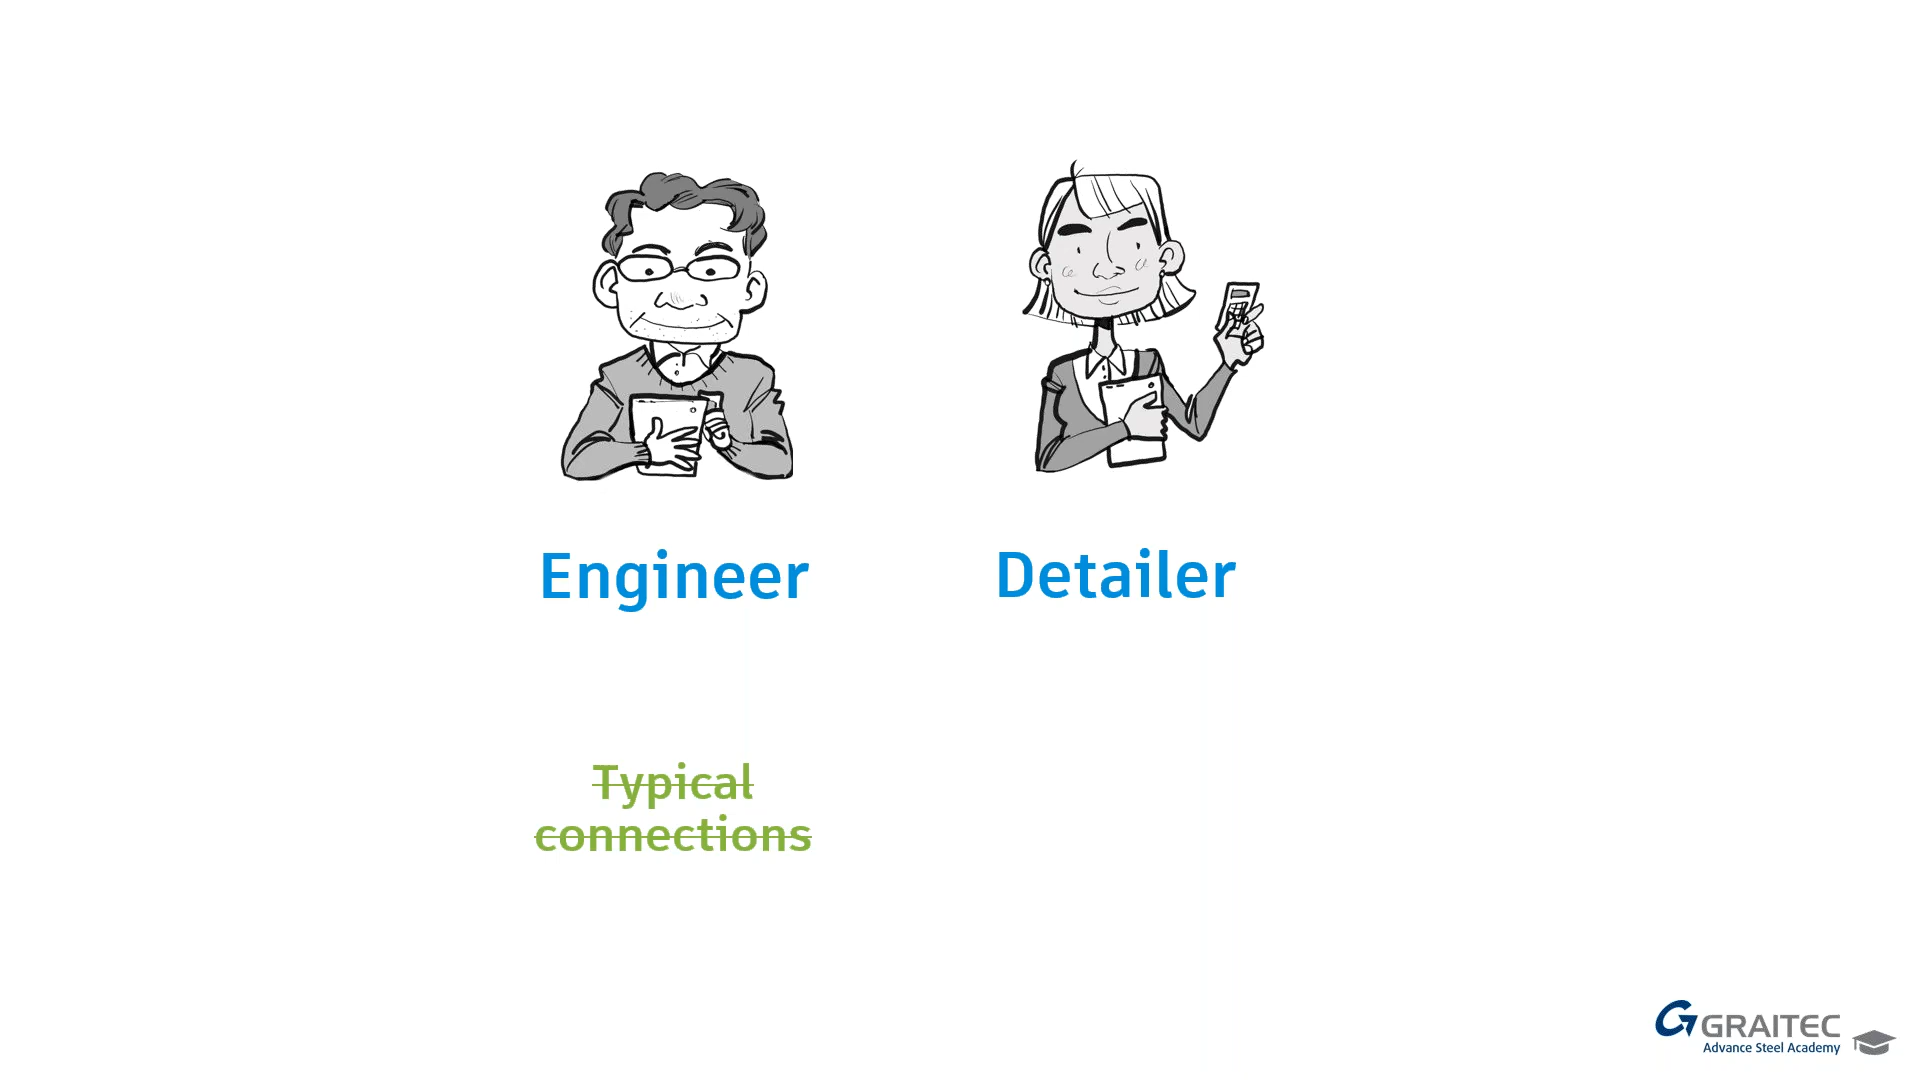 Engineer
Detailer
Typical
connections
GRAITEC
Advance Steel Academy